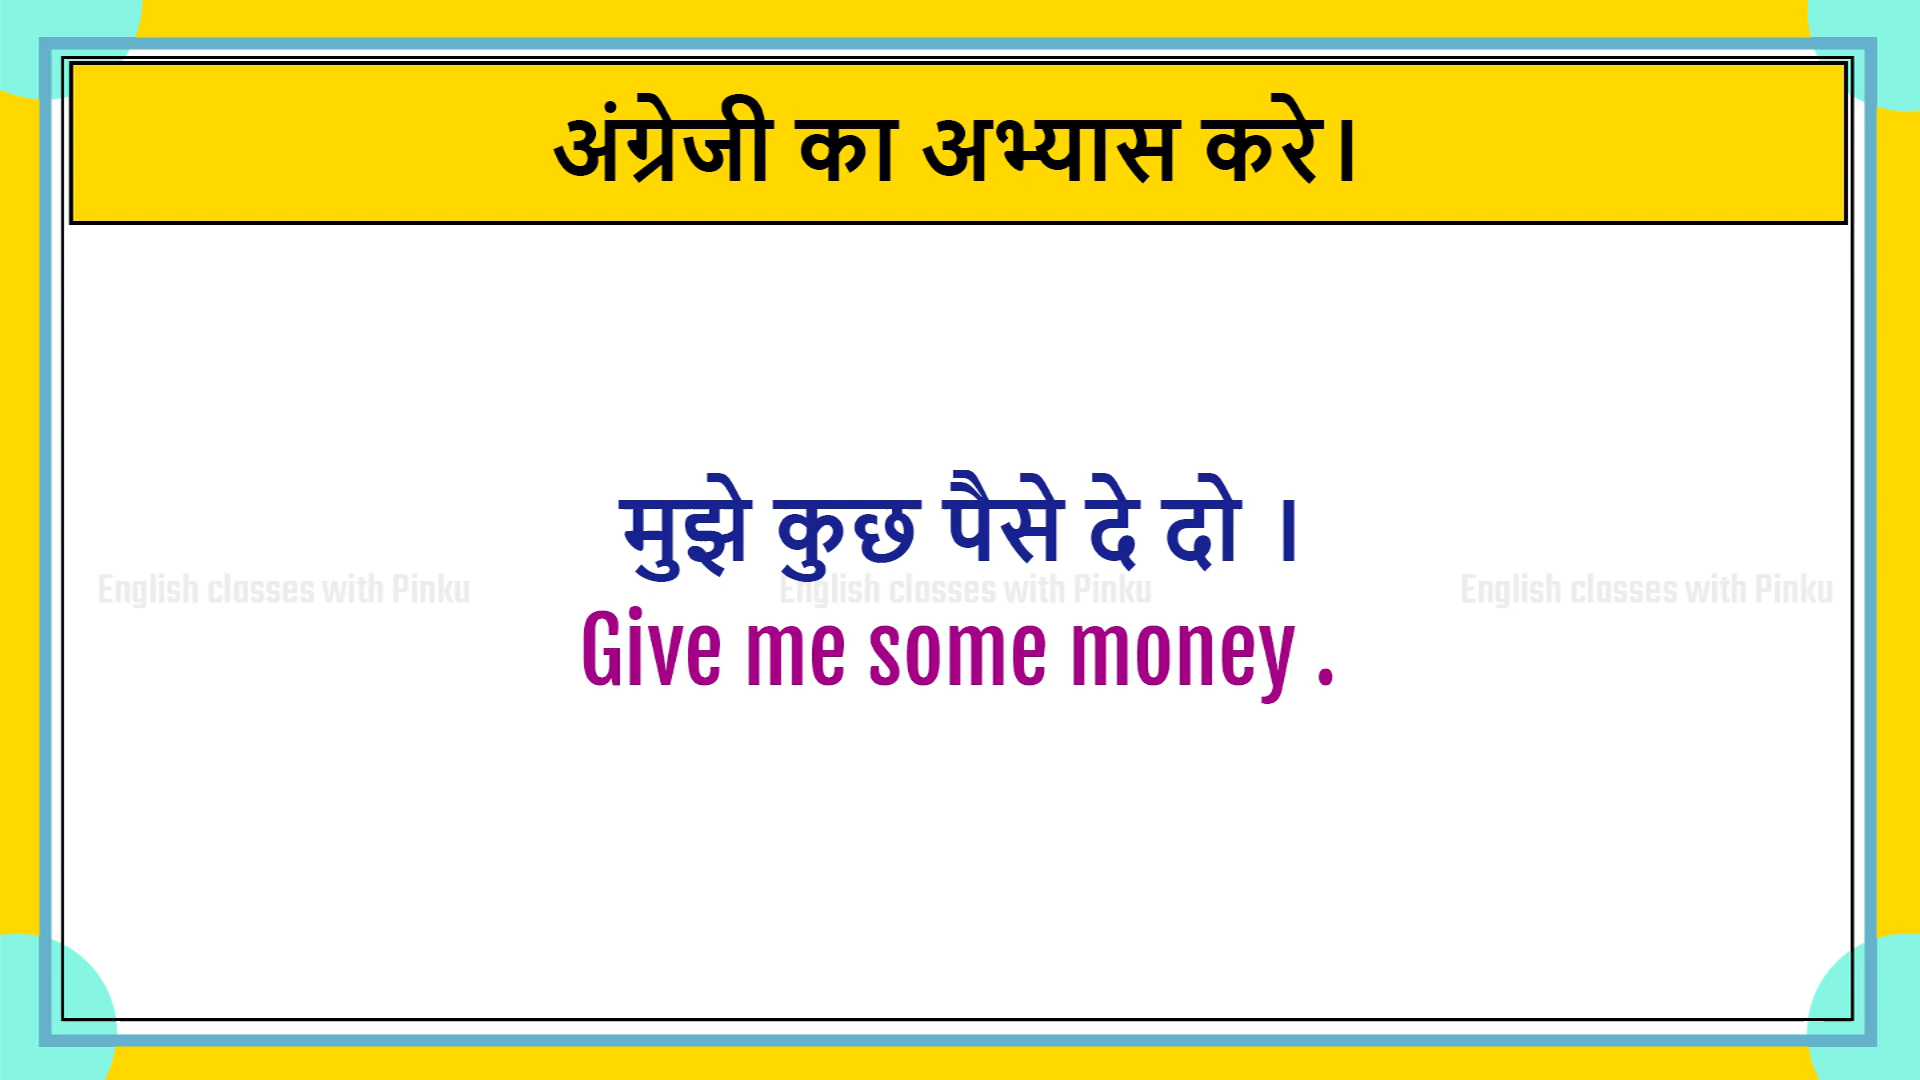 अंग्रेजी का अभ्यास करे।
मुझे कुछ पैसे दे दो ।
English classes with Pinku English classes with Pinku English classes with Pinku
Give me some money .